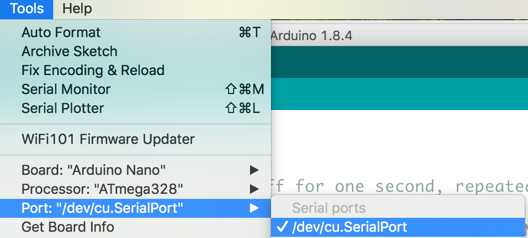 Tools Help
Auto Format ⌘T
Archive Sketch
Fix Encoding & Reload
Serial Monitor ⇧⌘M
Serial Plotter ⇧⌘L
WiFi101 Firmware Updater
Board: "Arduino Nano"
Processor: "ATmega328"
Port: "/dev/cu.SerialPort"
Get Board Info
Arduino 1.8.4
ff for one second, repeated
Serial ports
✓ /dev/cu.SerialPort